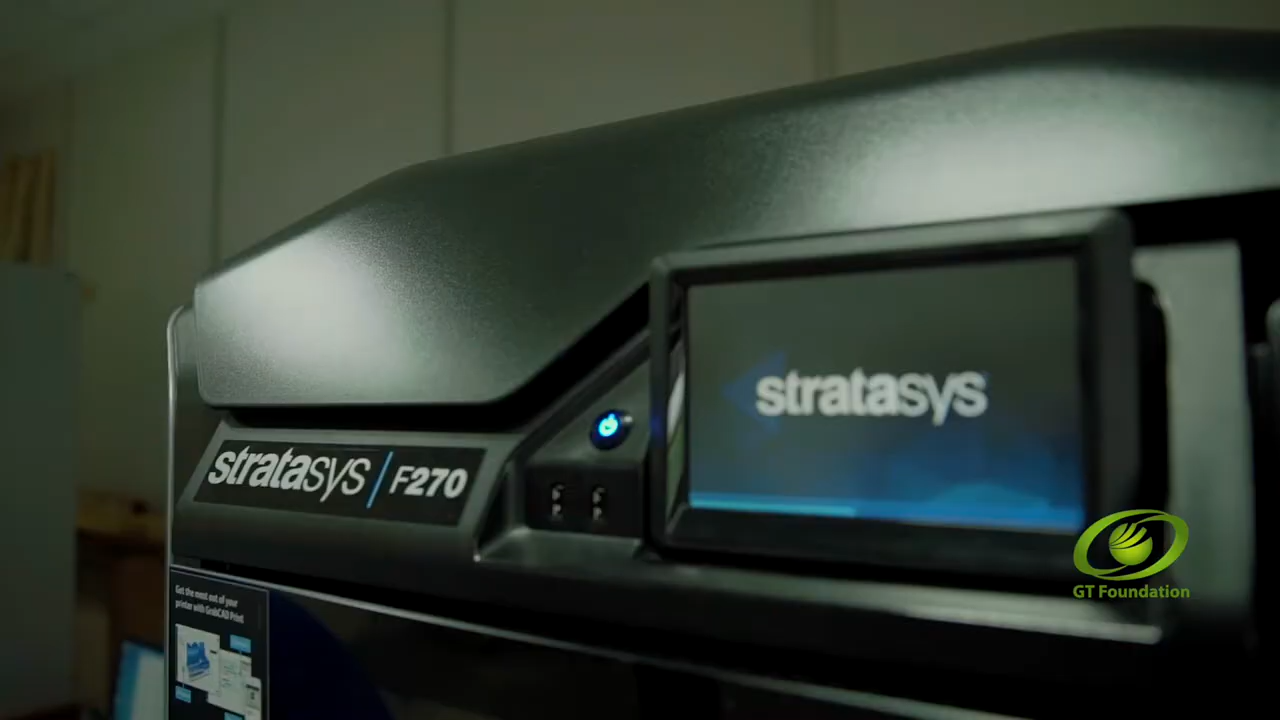 stratasys
stratasys / F270
Get the most out of your
printer with GrabCAD Print
GT Foundation